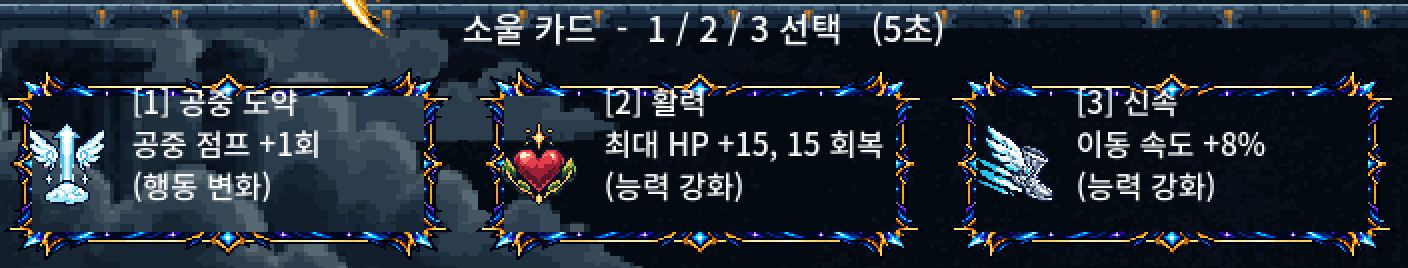 소울 카드 - 1 / 2 / 3 선택 (5초)
[1] 공중 도약
공중 점프 +1회
(행동 변화)
[2] 활력
최대 HP +15, 15 회복
(능력 강화)
[3] 신속
이동 속도 +8%
(능력 강화)